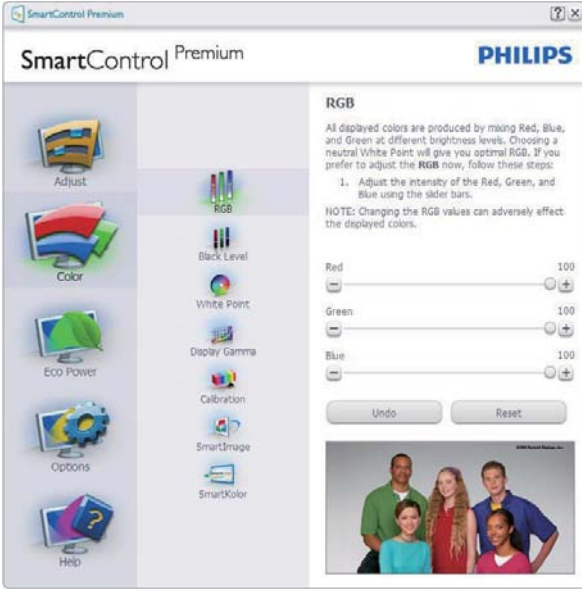 SmartControl Premium
? ×
SmartControl Premium
PHILIPS
Adjust
Color
Eco Power
Options
Help
RGB
Black Level
White Point
Display Gamma
Calibration
SmartImage
SmartKolor
RGB
All displayed colors are produced by mixing Red, Blue,
and Green at different brightness levels. Choosing a
neutral White Point will give you optimal RGB. If you
prefer to adjust the RGB now, follow these steps:
1. Adjust the intensity of the Red, Green, and
Blue using the slider bars.
NOTE: Changing the RGB values can adversely effect
the displayed colors.
Red 100
Green 100
Blue 100
Undo Reset